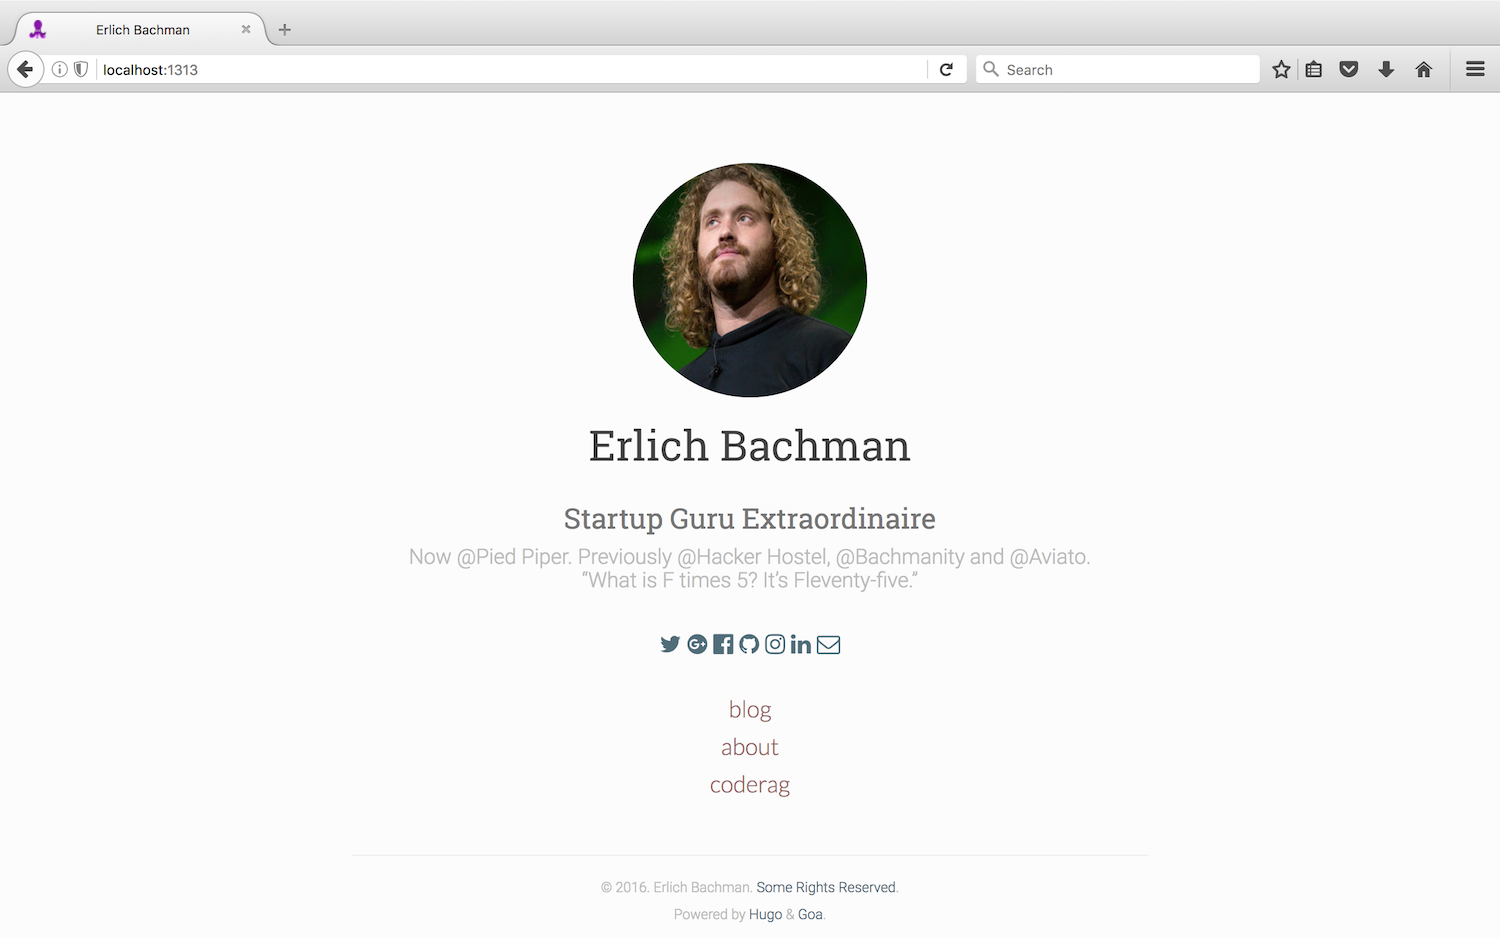 Erlich Bachman
localhost:1313
Search
Erlich Bachman
Startup Guru Extraordinaire
Now @Pied Piper. Previously @Hacker Hostel, @Bachmanity and @Aviato.
“What is F times 5? It’s Fleventy-five.”
blog
about
coderag
© 2016. Erlich Bachman. Some Rights Reserved.
Powered by Hugo & Goa.